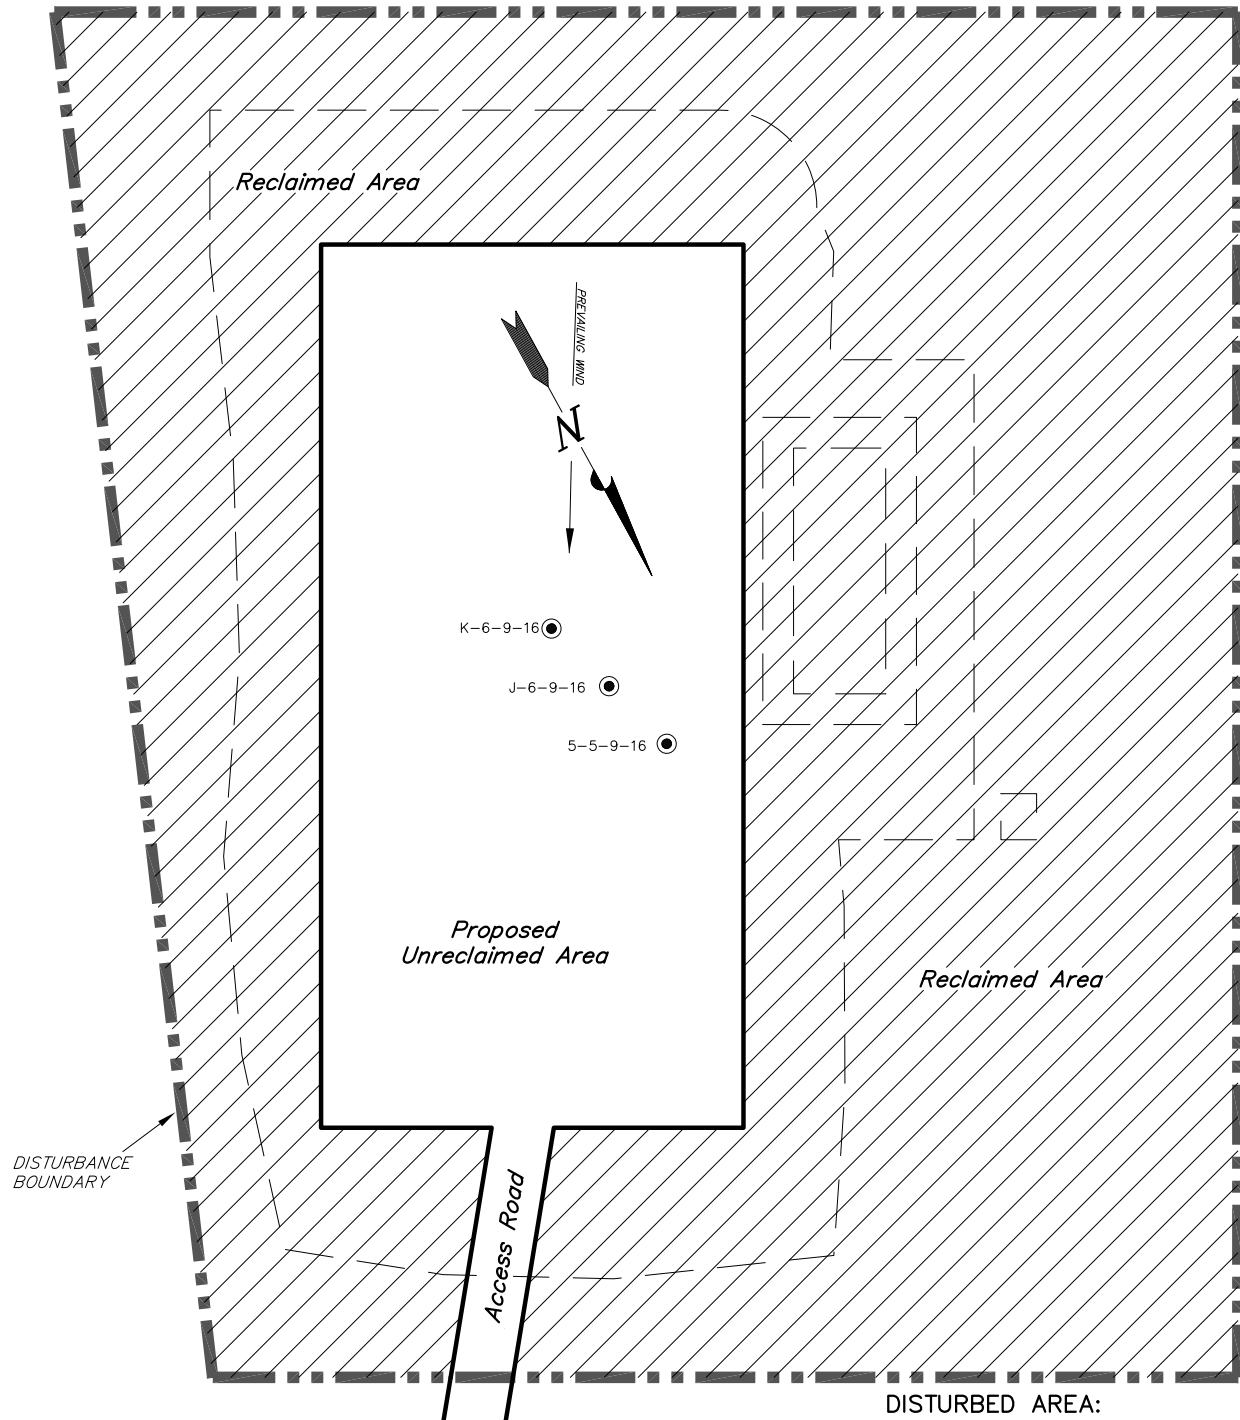 Reclaimed Area
PREVAILING WIND
N
K-6-9-16
J-6-9-16
5-5-9-16
Proposed
Unreclaimed Area
Reclaimed Area
DISTURBANCE
BOUNDARY
Access Road
DISTURBED AREA: